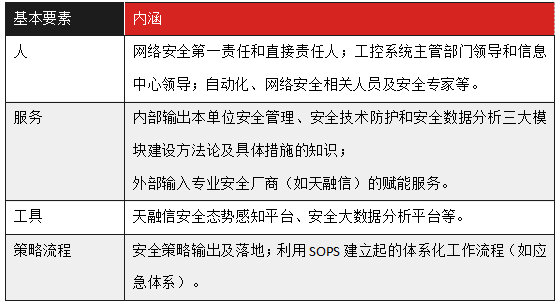 基本要素 内涵
人 网络安全第一责任和直接责任人；工控系统主管部门领导和信息
中心领导；自动化、网络安全相关人员及安全专家等。
服务 内部输出本单位安全管理、安全技术防护和安全数据分析三大模
块建设方法论及具体措施的知识；
外部输入专业安全厂商（如天融信）的赋能服务。
工具 天融信安全态势感知平台、安全大数据分析平台等。
策略流程 安全策略输出及落地；利用 SOPS 建立起的体系化工作流程（如应
急体系）。